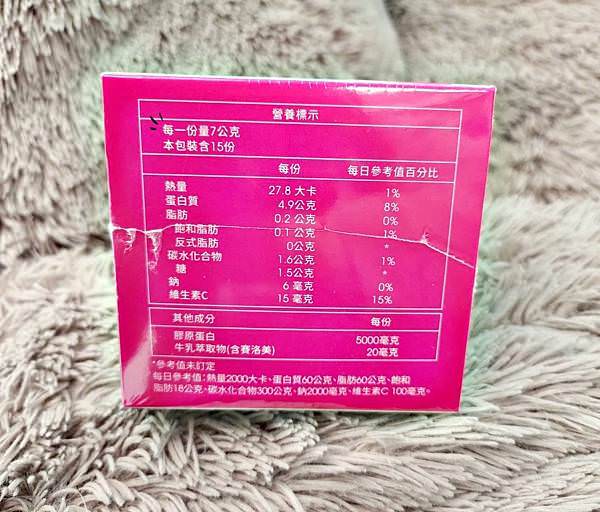 營養標示
每一份量7公克
本包裝含15份
每份 每日參考值百分比
熱量 27.8 大卡 1%
蛋白質 4.9公克 8%
脂肪 0.2 公克 0%
飽和脂肪 0.1 公克 1%
反式脂肪 0公克 *
碳水化合物 1.6公克 1%
糖 1.5公克 *
鈉 6 毫克 0%
維生素C 15 毫克 15%
其他成分 每份
膠原蛋白 5000毫克
牛乳萃取物(含賽洛美) 20毫克
*參考值未訂定
每日參考值:熱量2000大卡、蛋白質60公克、脂肪60公克、飽和
脂肪18公克、碳水化合物300公克、鈉2000毫克、維生素C 100毫克。